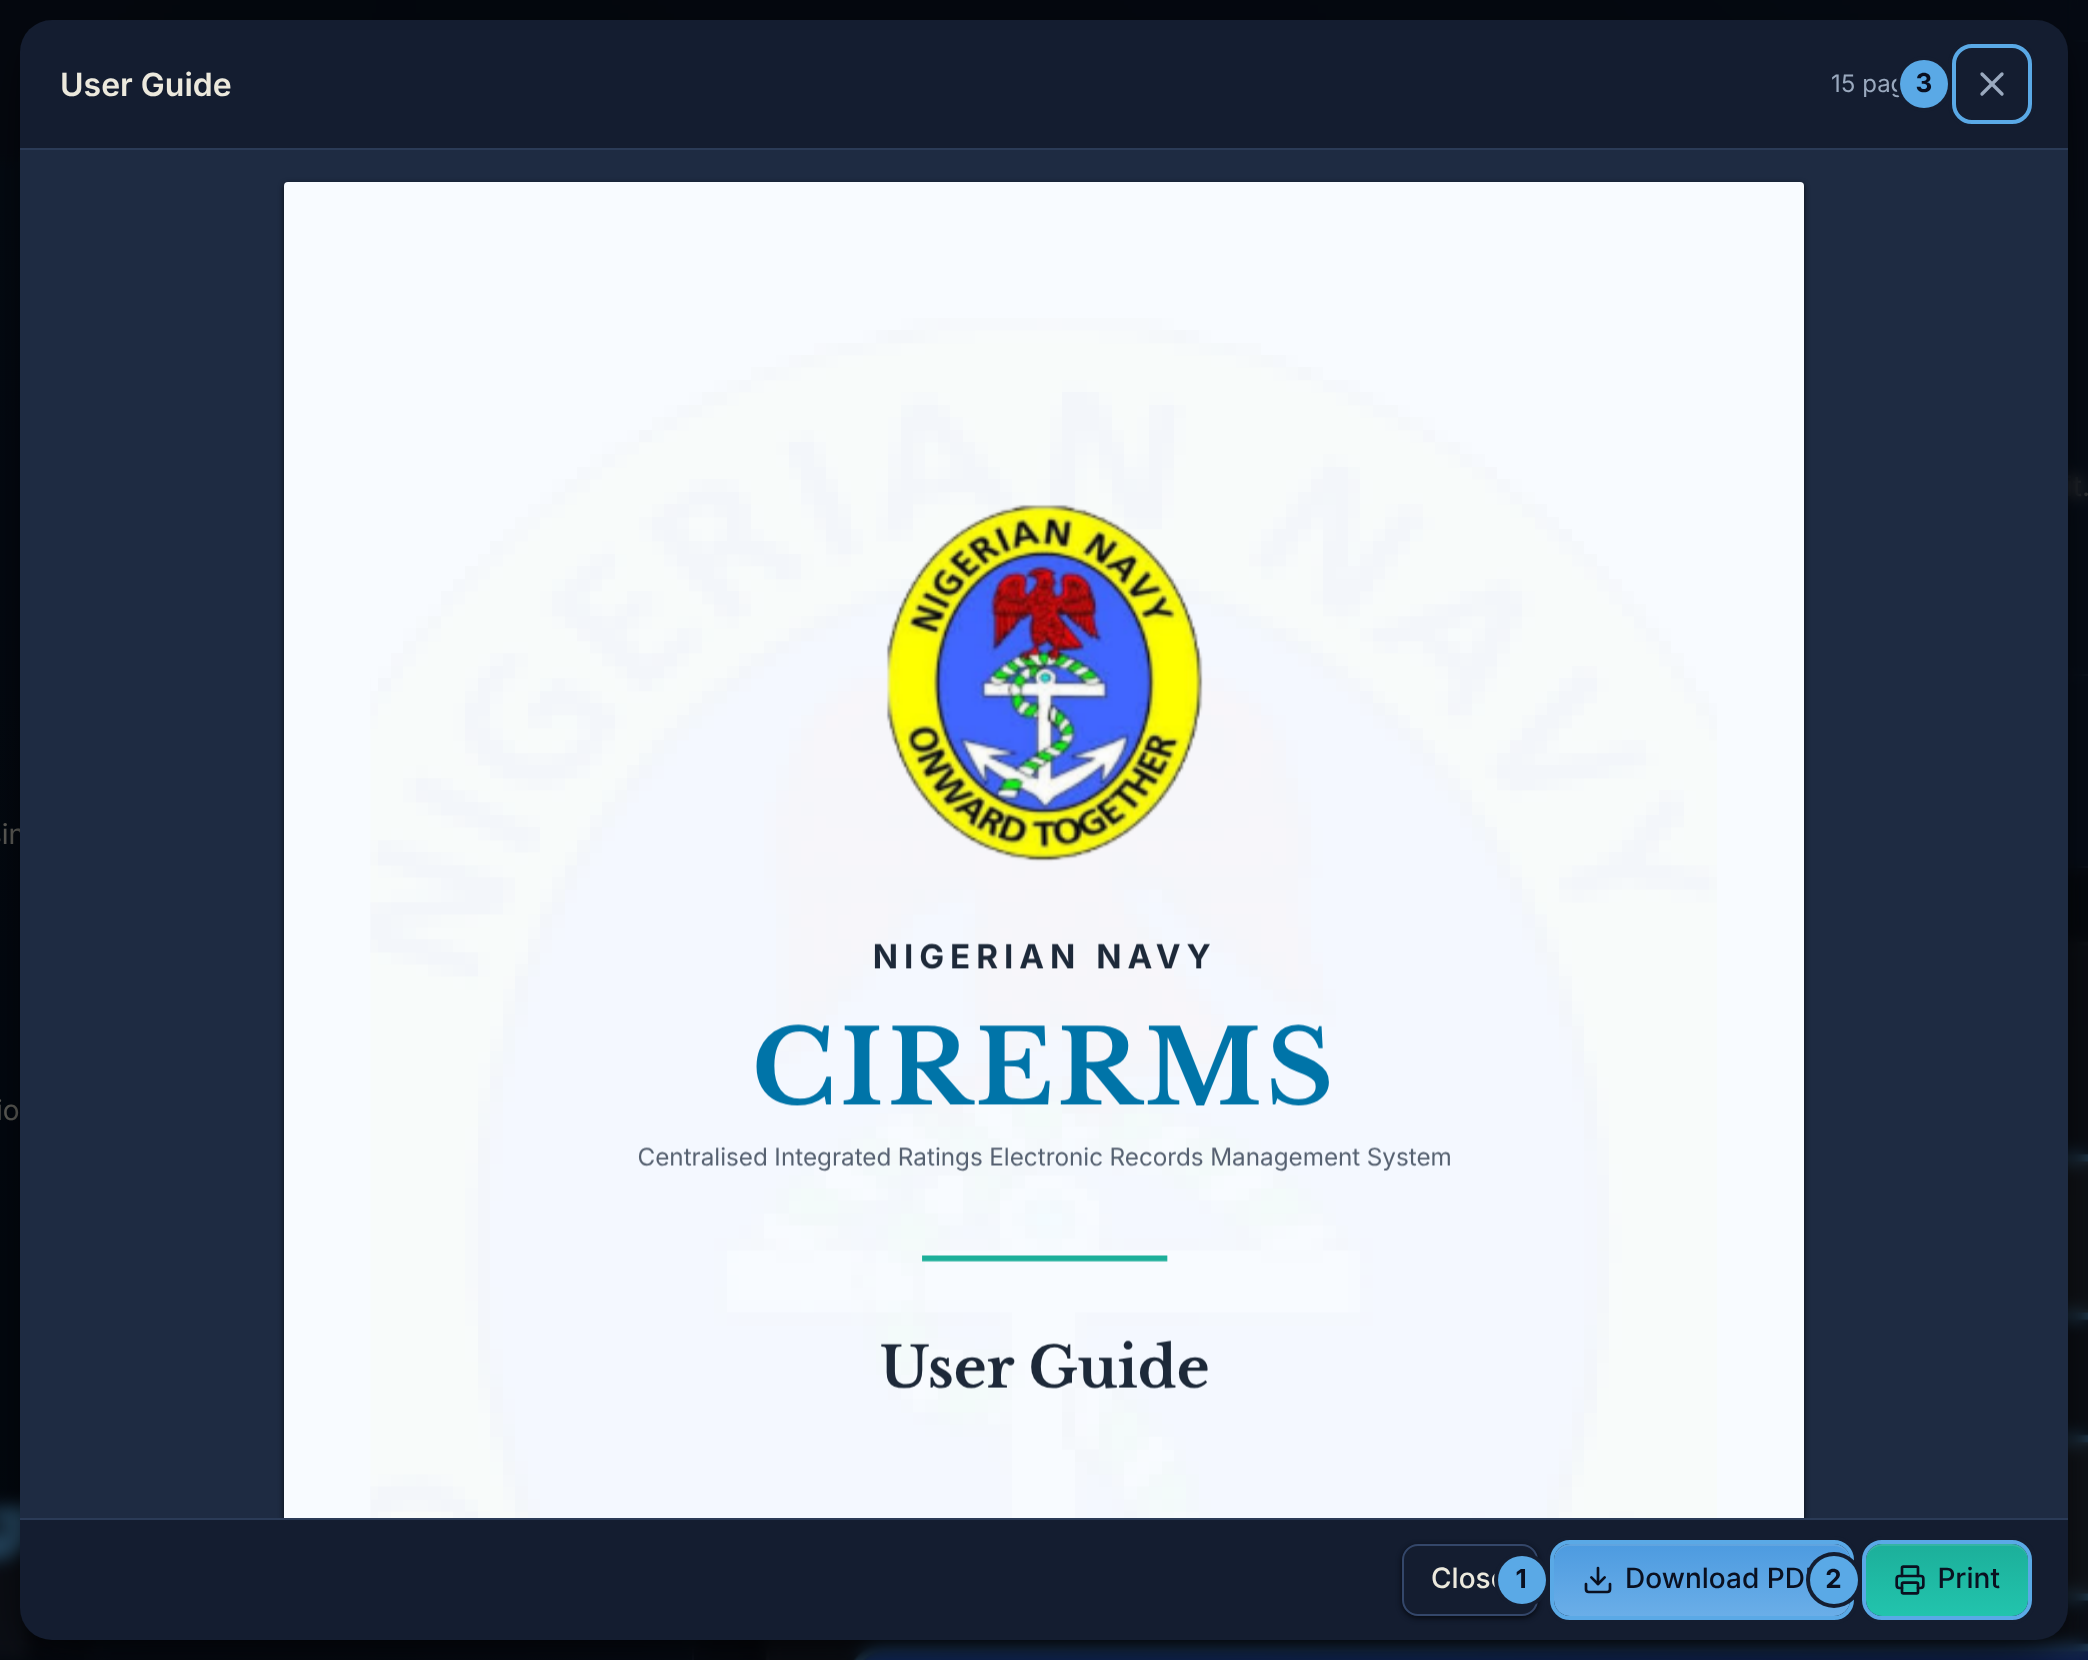 User Guide
15 pag
3
NIGERIAN NAVY
ONWARD TOGETHER
NIGERIAN NAVY
CIRERMS
Centralised Integrated Ratings Electronic Records Management System
User Guide
Clos
1
Download PD
2
Print